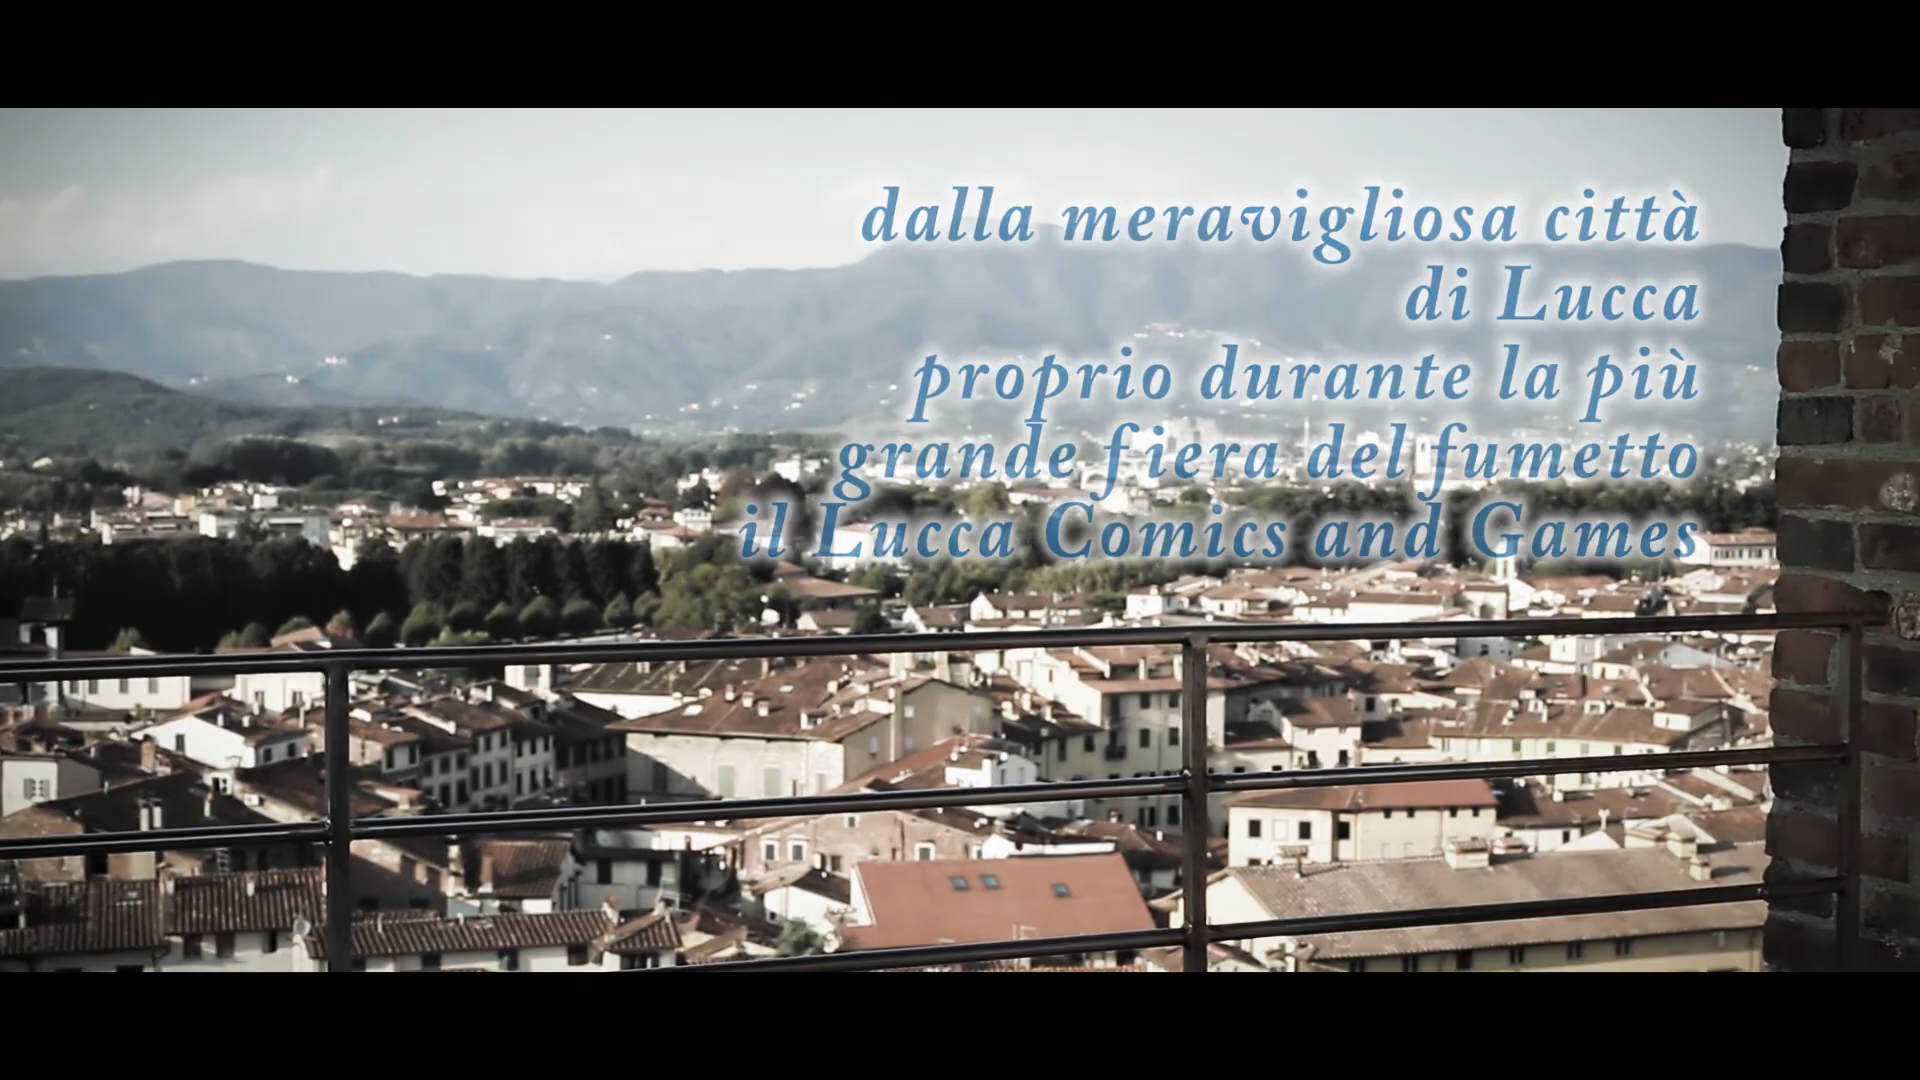 dalla meravigliosa città
di Lucca
proprio durante la più
grande fiera del fumetto
il Lucca Comics and Games